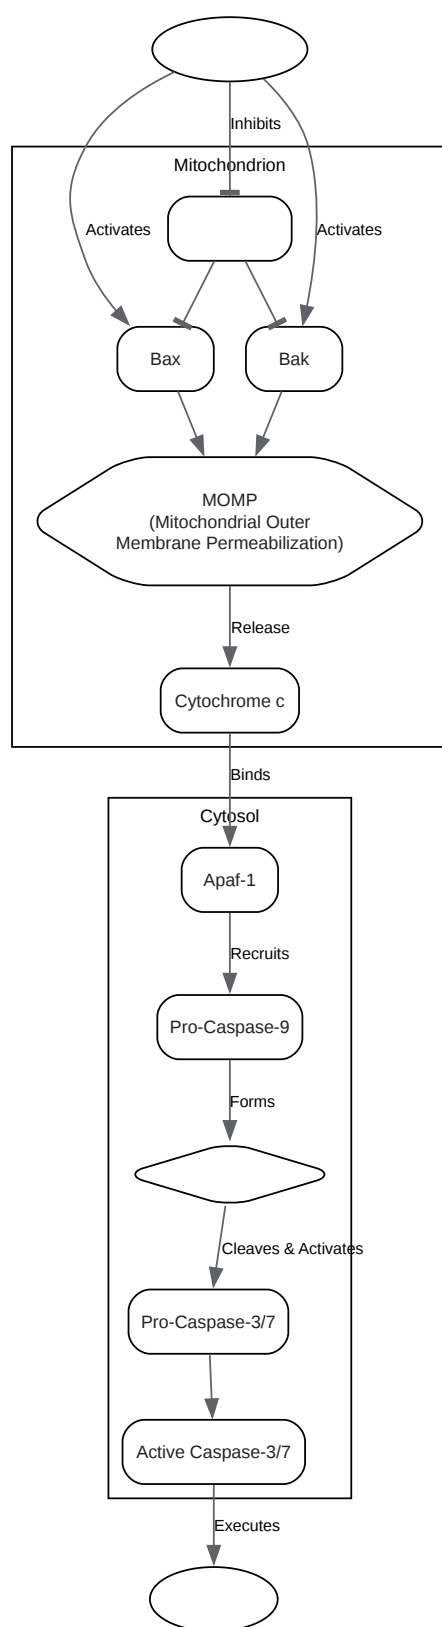 Inhibits
Mitochondrion
Activates
Activates
Bax
Bak
MOMP
(Mitochondrial Outer
Membrane Permeabilization)
Release
Cytochrome c
Binds
Cytosol
Apaf-1
Recruits
Pro-Caspase-9
Forms
Cleaves & Activates
Pro-Caspase-3/7
Active Caspase-3/7
Executes